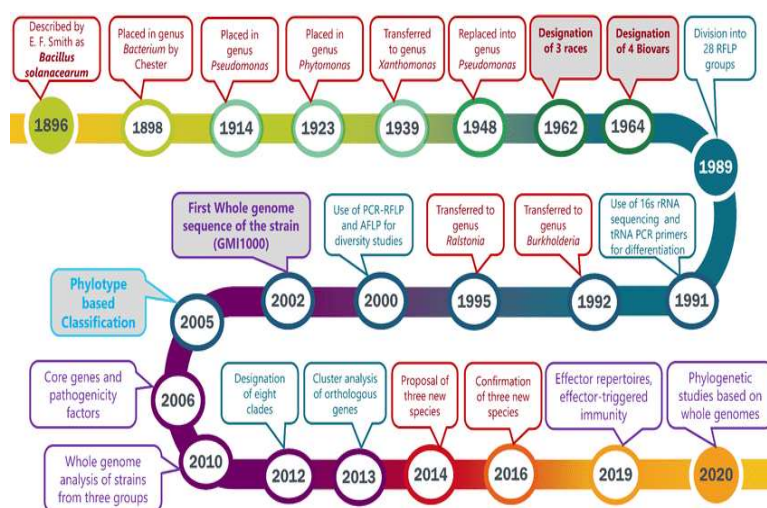 Described by
E. F. Smith as
Bacillus
solanacearum
1896
Placed in genus
Bacterium by
Chester
1898
Placed in
genus
Pseudomonas
1914
Placed in
genus
Phytomonas
1923
Transferred
to genus
Xanthomonas
1939
Replaced into
genus
Pseudomonas
1948
Designation
of 3 races
1962
Designation
of 4 Biovars
1964
Division into
28 RFLP
groups
1989
Use of 16s rRNA
sequencing and
tRNA PCR primers
for differentiation
1991
Transferred to
genus
Burkholderia
1992
Transferred to
genus
Ralstonia
1995
Use of PCR-RFLP
and AFLP for
diversity studies
2000
First Whole genome
sequence of the strain
(GMI1000)
2002
Phylotype
based
Classification
2005
Core genes and
pathogenicity
factors
2006
Whole genome
analysis of strains
from three groups
2010
Designation
of eight
clades
2012
Cluster analysis
of orthologous
genes
2013
Proposal of
three new
species
2014
Confirmation
of three new
species
2016
Effector repertoires,
effector-triggered
immunity
2019
Phylogenetic
studies based on
whole genomes
2020